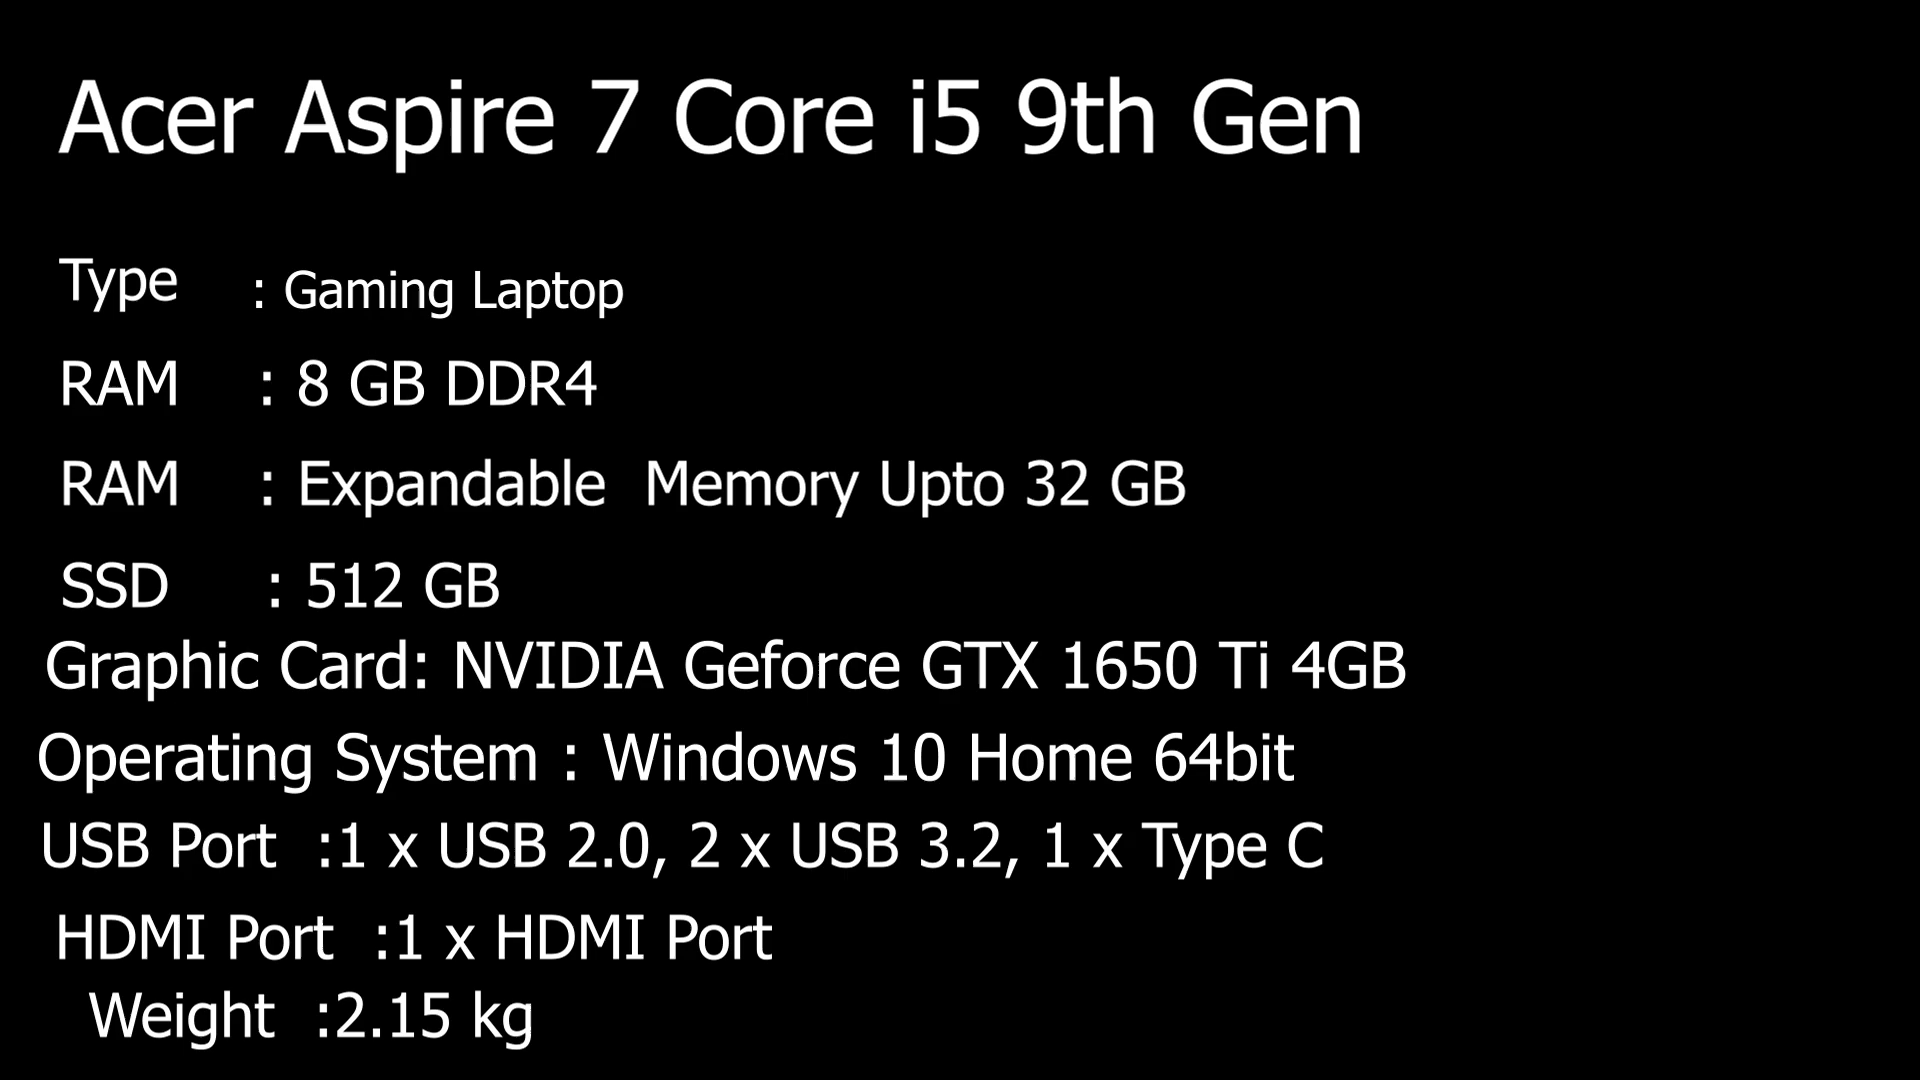 Acer Aspire 7 Core i5 9th Gen
Type : Gaming Laptop
RAM : 8 GB DDR4
RAM : Expandable Memory Upto 32 GB
SSD : 512 GB
Graphic Card: NVIDIA Geforce GTX 1650 Ti 4GB
Operating System : Windows 10 Home 64bit
USB Port :1 x USB 2.0, 2 x USB 3.2, 1 x Type C
HDMI Port :1 x HDMI Port
Weight :2.15 kg